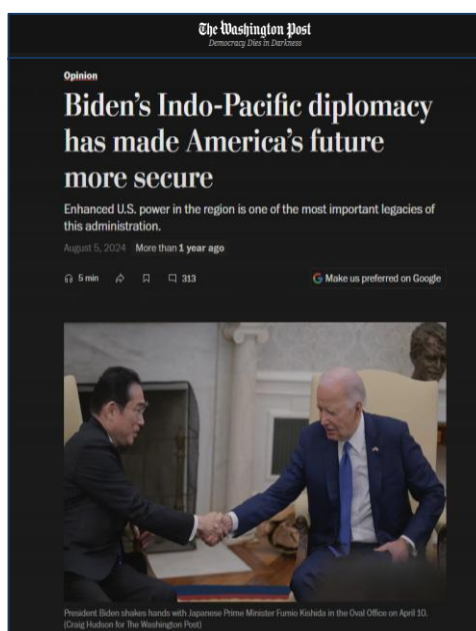 The Washington Post
Democracy Dies in Darkness
Opinion
Biden's Indo-Pacific diplomacy
has made America's future
more secure
Enhanced U.S. power in the region is one of the most important legacies of
this administration.
August 5, 2024 More than 1 year ago
5 min 313 Make us preferred on Google
President Biden shakes hands with Japanese Prime Minister Fumio Kishida in the Oval Office on April 10.
(Craig Hudson for The Washington Post)